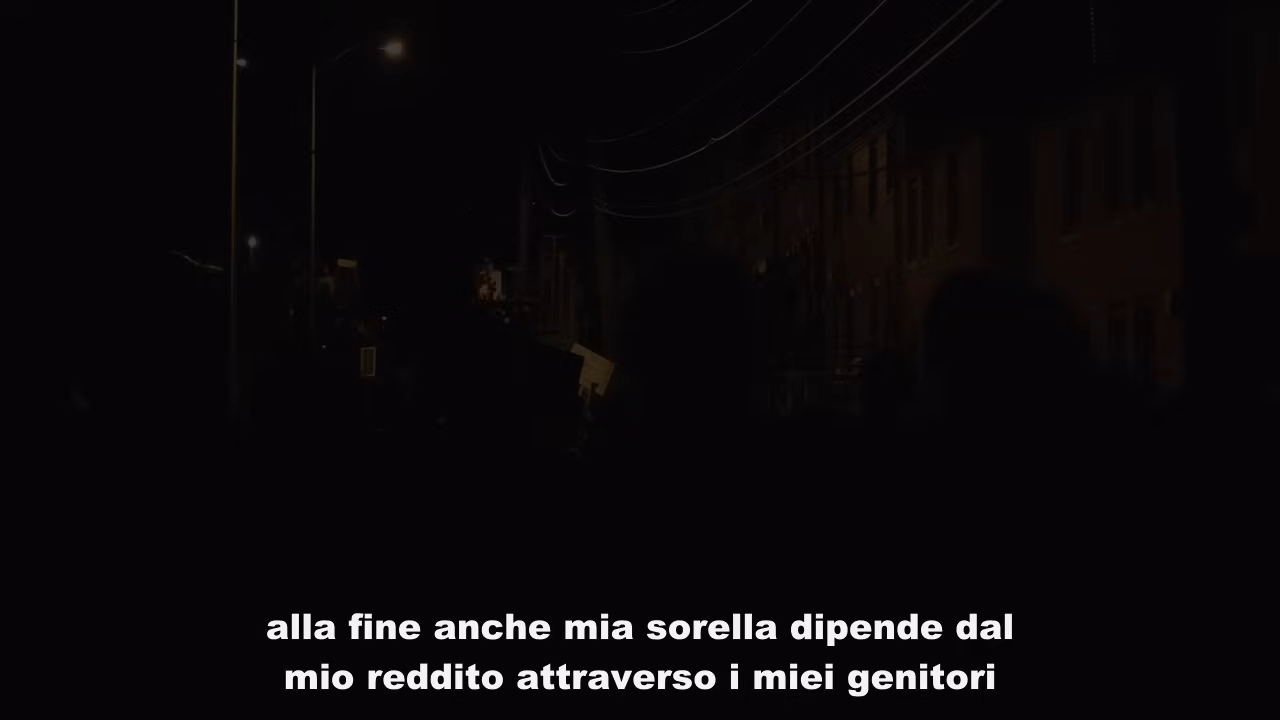 alla fine anche mia sorella dipende dal
mio reddito attraverso i miei genitori